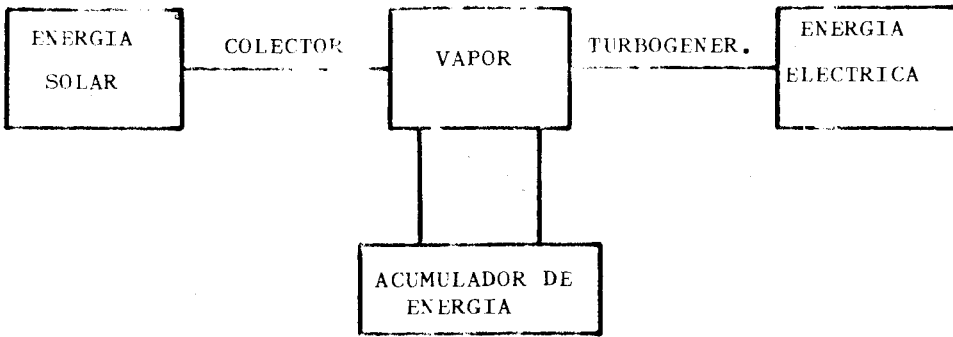 ENERGIA
SOLAR
COLECTOR
VAPOR
TURBOGENER.
ENERGIA
ELECTRICA
ACUMULADOR DE
ENERGIA